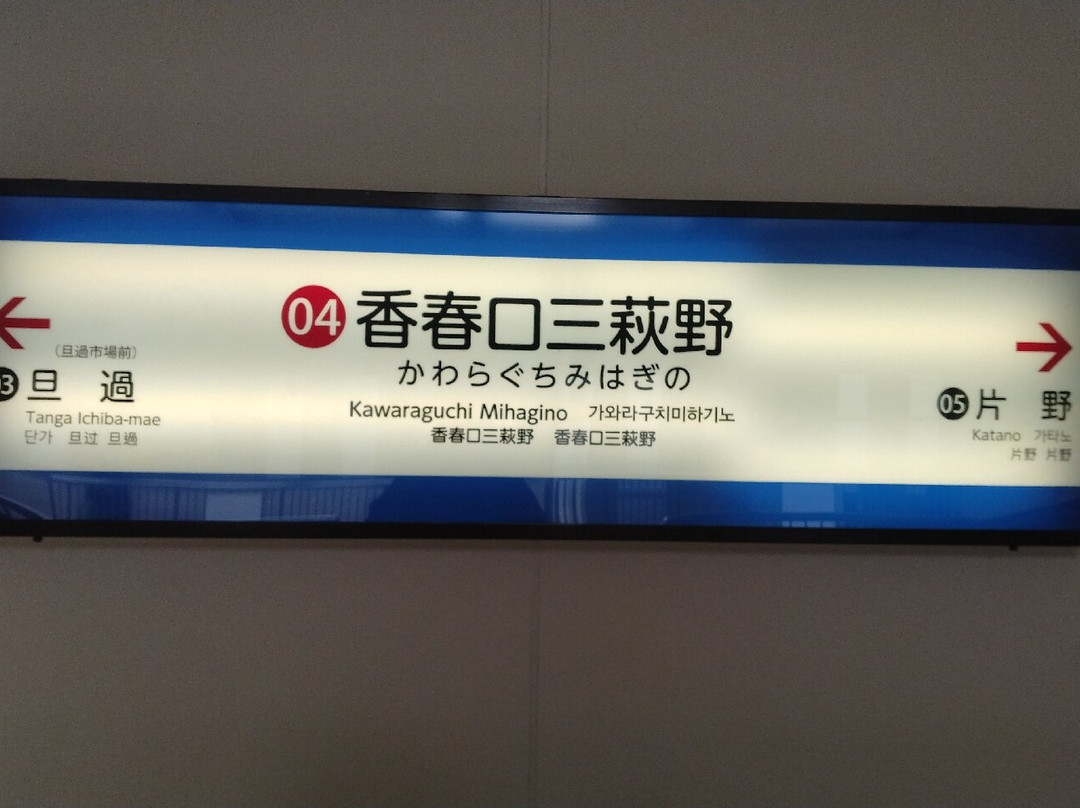 04 香春口三萩野
かわらぐちみはぎの
Kawaraguchi Mihagino 가와라구치미하기노
香春口三萩野 香春口三萩野
(旦過市場前)
03 旦過
Tanga Ichiba-mae
단가 旦过 旦過
05 片野
Katano 가타노
片野 片野